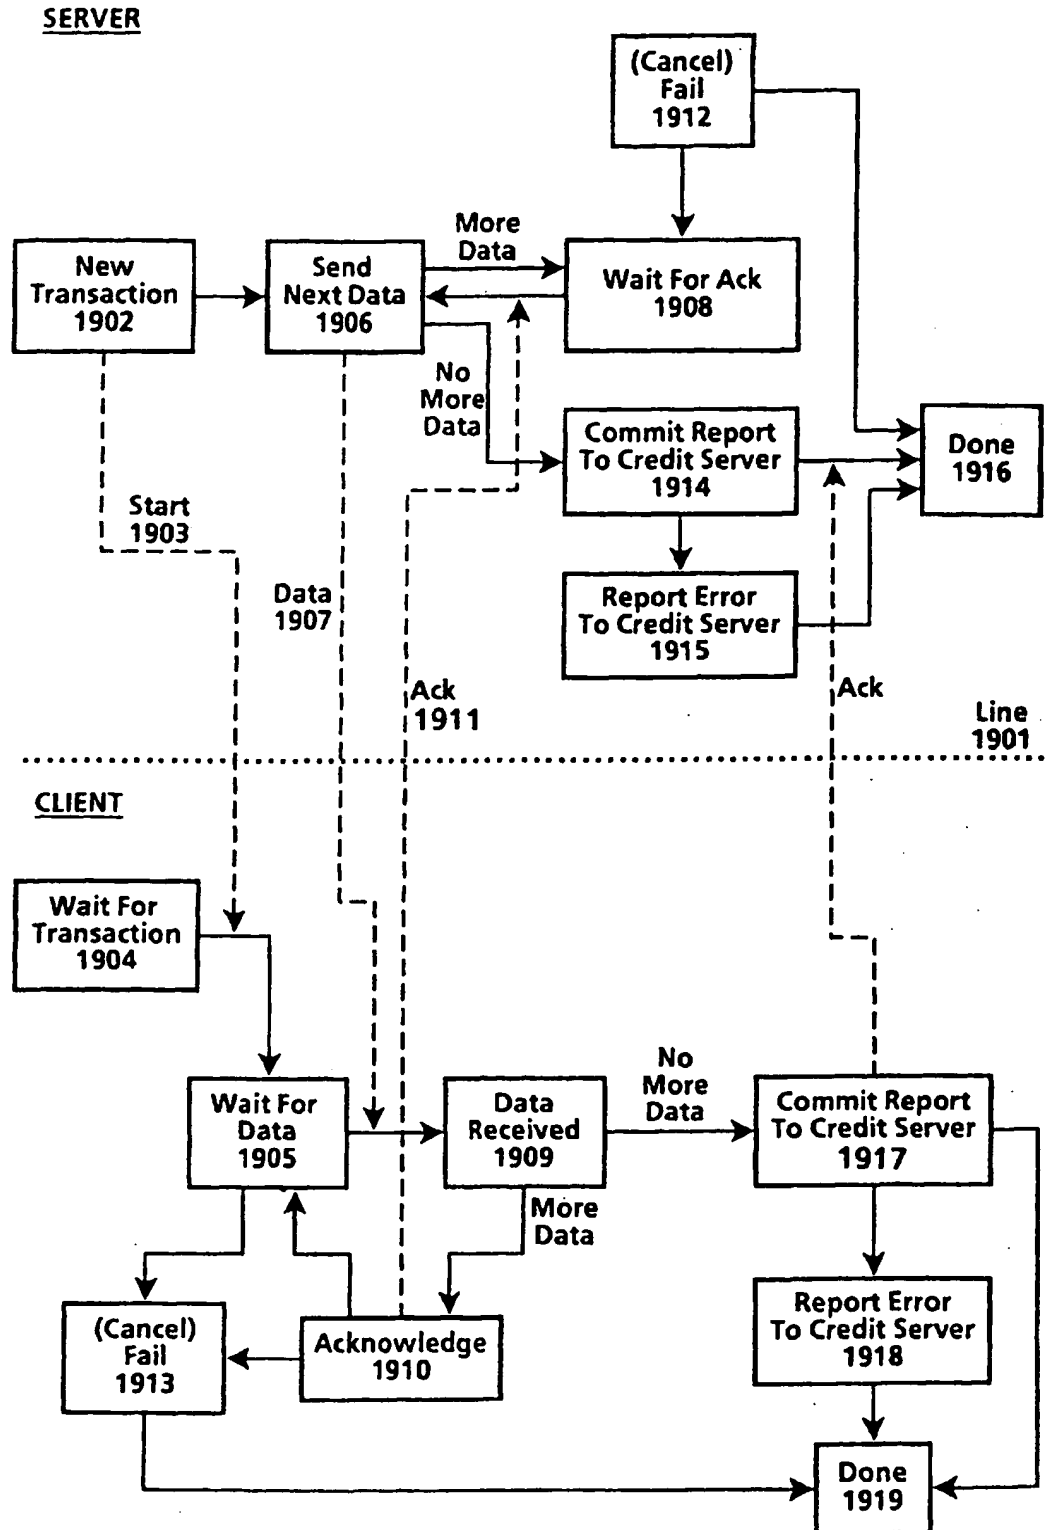 SERVER
(Cancel)
Fail
1912
More
Data
New
Transaction
1902
Send
Next Data
1906
Wait For Ack
1908
No
More
Data
Commit Report
To Credit Server
1914
Done
1916
Start
1903
Data
1907
Report Error
To Credit Server
1915
Ack
1911
Ack
Line
1901
CLIENT
Wait For
Transaction
1904
Wait For
Data
1905
Data
Received
1909
No
More
Data
Commit Report
To Credit Server
1917
More
Data
(Cancel)
Fail
1913
Acknowledge
1910
Report Error
To Credit Server
1918
Done
1919